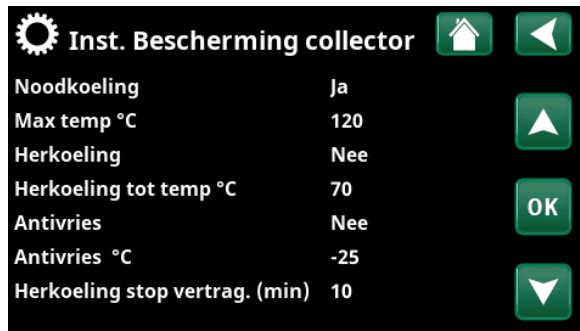 Inst. Bescherming collector
Noodkoeling Ja
Max temp °C 120
Herkoeling Nee
Herkoeling tot temp °C 70
Antivries Nee
Antivries °C -25
Herkoeling stop vertrag. (min) 10
OK